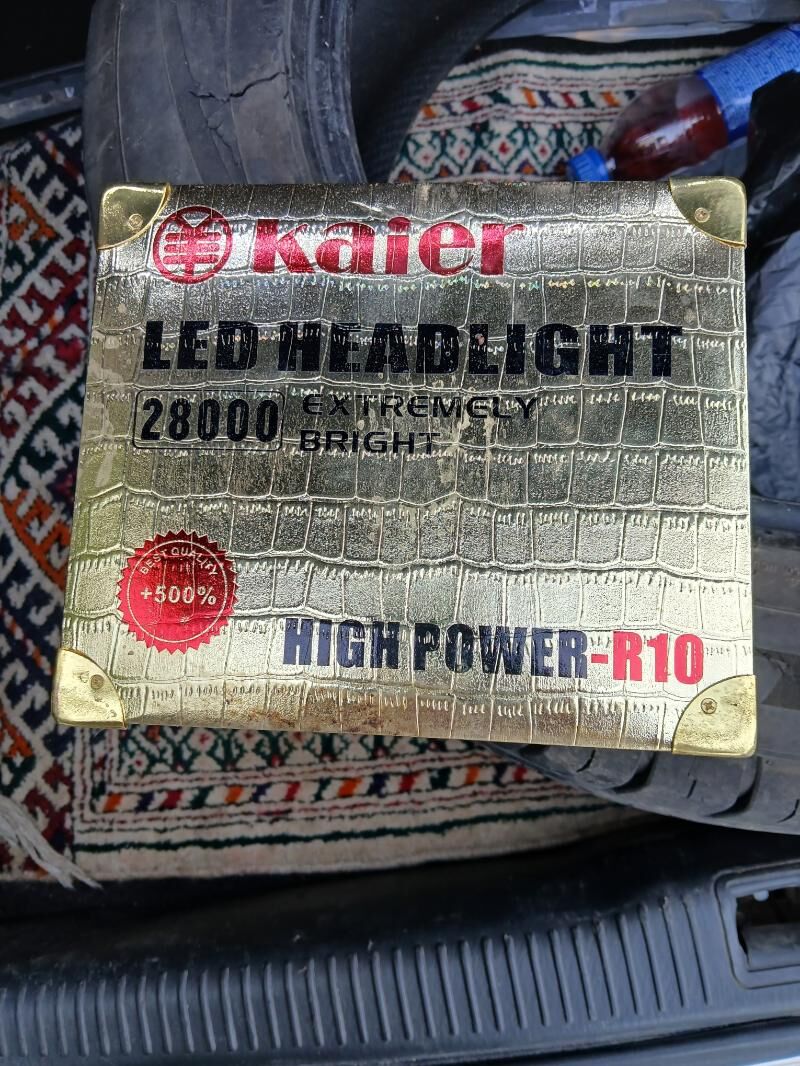 Kaier
LED HEADLIGHT
28000 EXTREMELY
BRIGHT
BEST QUALITY
+500%
HIGH POWER-R10